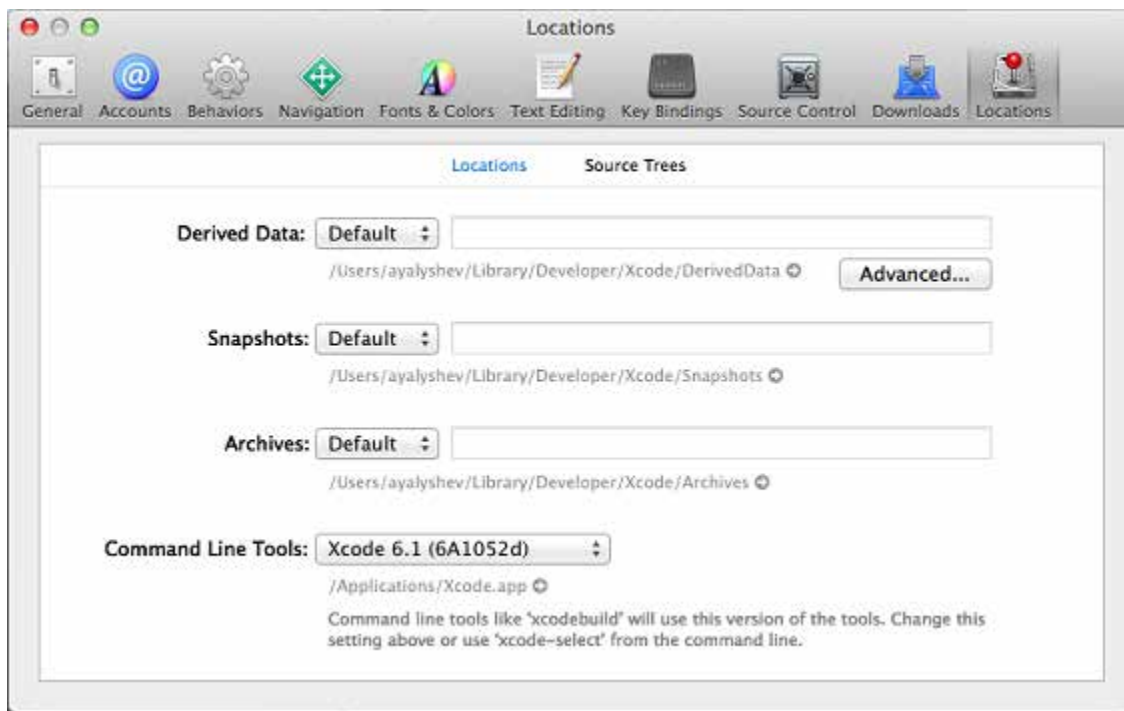 Locations
General Accounts Behaviors Navigation Fonts & Colors Text Editing Key Bindings Source Control Downloads Locations
Locations Source Trees
Derived Data: Default
/Users/ayalyshev/Library/Developer/Xcode/DerivedData
Advanced...
Snapshots: Default
/Users/ayalyshev/Library/Developer/Xcode/Snapshots
Archives: Default
/Users/ayalyshev/Library/Developer/Xcode/Archives
Command Line Tools: Xcode 6.1 (6A1052d)
/Applications/Xcode.app
Command line tools like 'xcodebuild' will use this version of the tools. Change this
setting above or use 'xcode-select' from the command line.